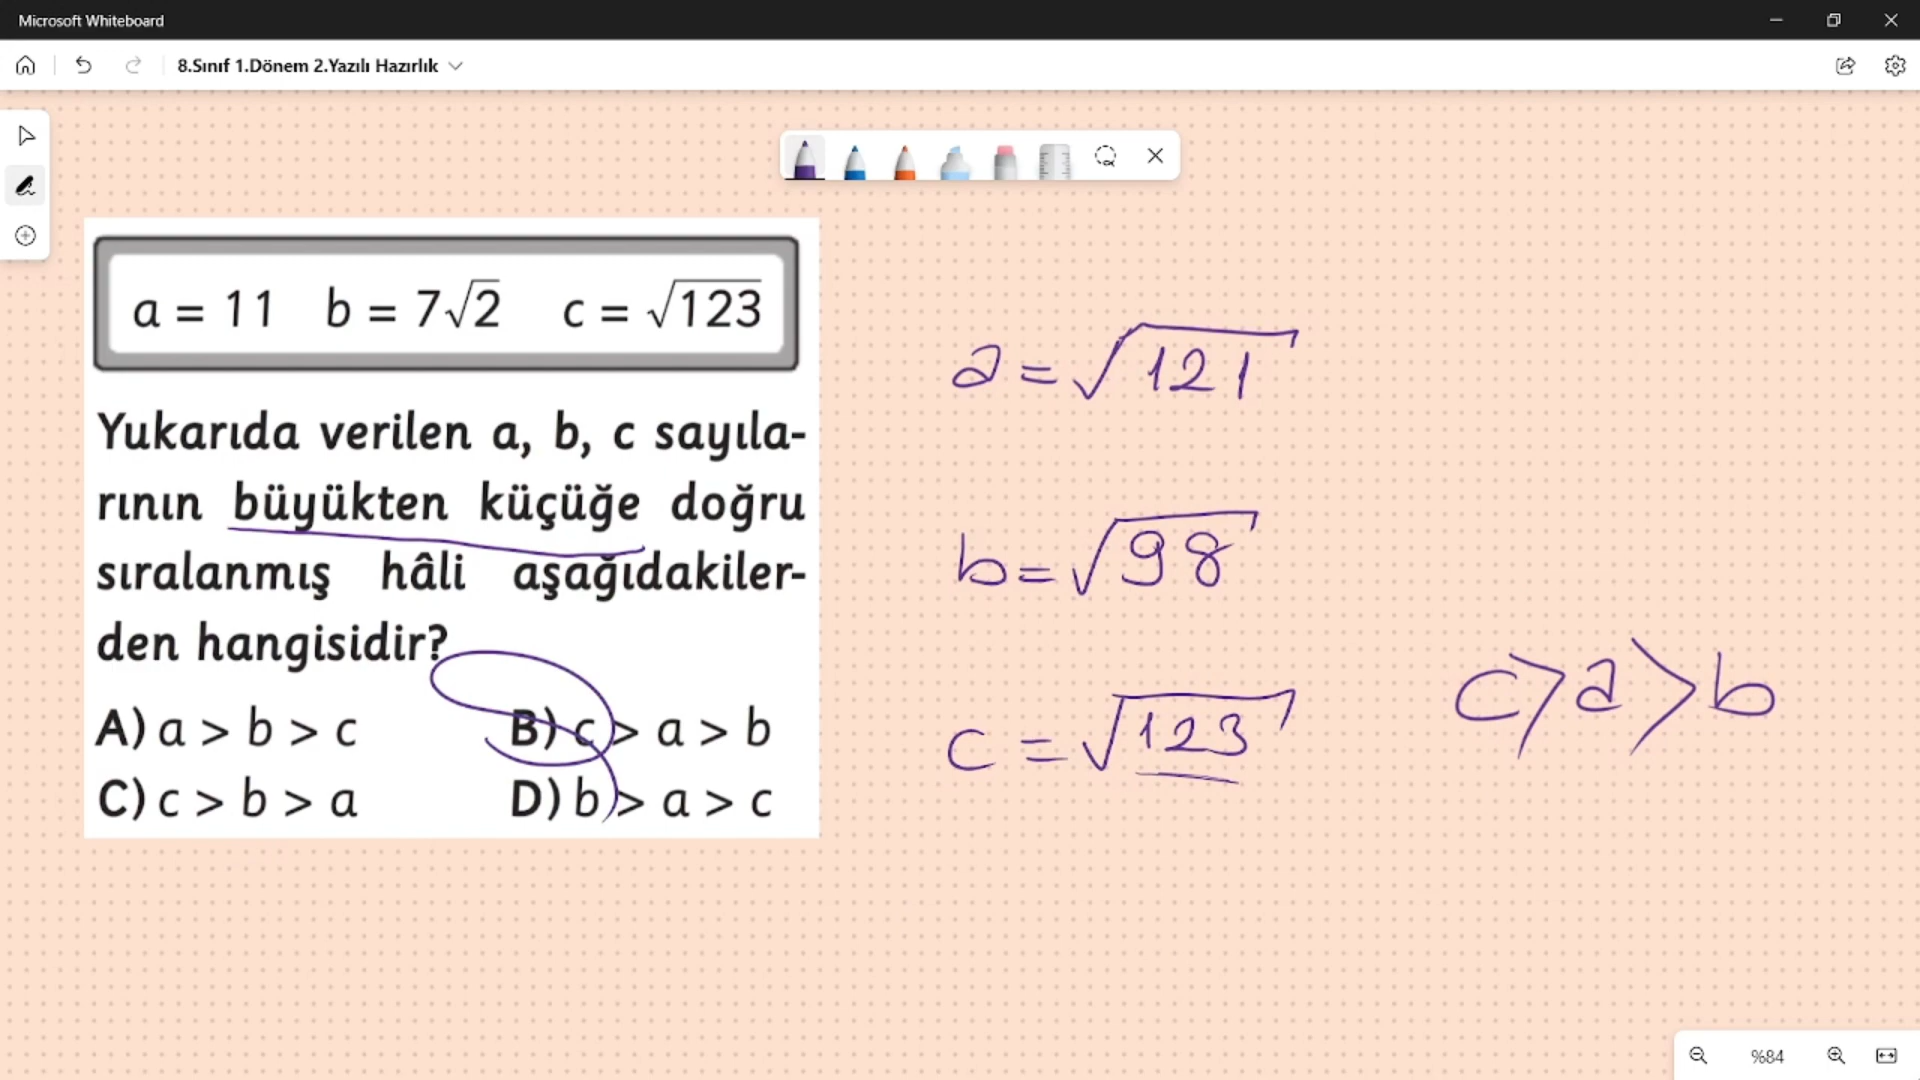 Microsoft Whiteboard
8.Sınıf 1.Dönem 2.Yazılı Hazırlık
a = 11 b = 7√2 c = √123
Yukarıda verilen a, b, c sayıla-
rının büyükten küçüğe doğru
sıralanmış hâli aşağıdakiler-
den hangisidir?
A) a > b > c B) c > a > b
C) c > b > a D) b > a > c
a = √121
b = √98
c = √123
c > a > b
%84